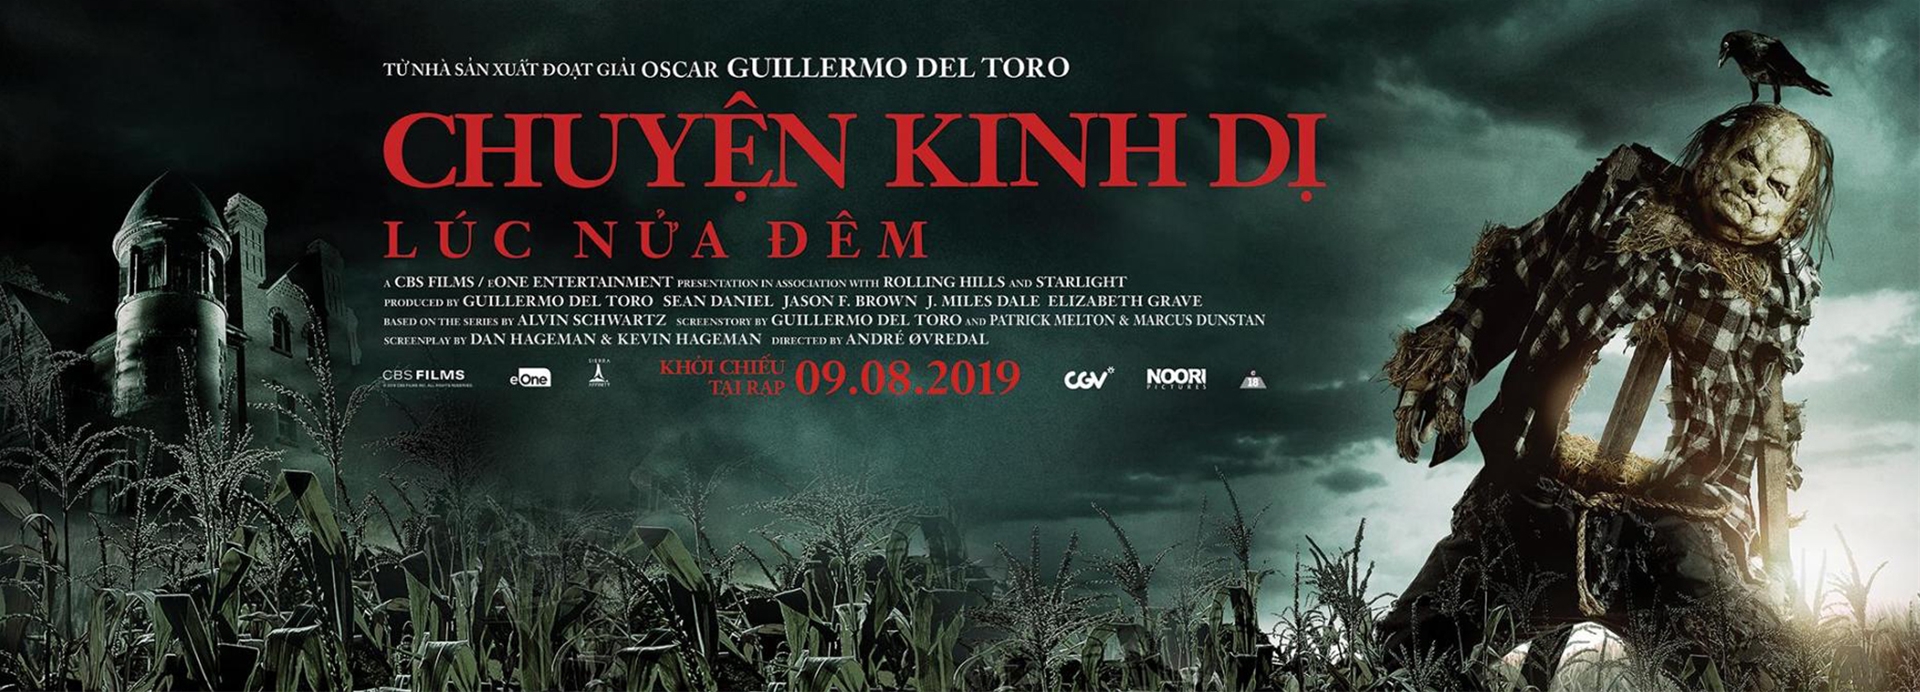 TỪ NHÀ SẢN XUẤT ĐOẠT GIẢI OSCAR GUILLERMO DEL TORO
CHUYỆN KINH DỊ
LÚC NỬA ĐÊM
A CBS FILMS / EONE ENTERTAINMENT PRESENTATION IN ASSOCIATION WITH ROLLING HILLS AND STARLIGHT
PRODUCED BY GUILLERMO DEL TORO SEAN DANIEL JASON F. BROWN J. MILES DALE ELIZABETH GRAVE
BASED ON THE SERIES BY ALVIN SCHWARTZ SCREENSTORY BY GUILLERMO DEL TORO AND PATRICK MELTON & MARCUS DUNSTAN
SCREENPLAY BY DAN HAGEMAN & KEVIN HAGEMAN DIRECTED BY ANDRÉ ØVREDAL
CBS FILMS
eOne
SIERRA
AFFINITY
KHỞI CHIẾU
TẠI RẠP
09.08.2019
CGV
NOORI
PICTURES
C
18